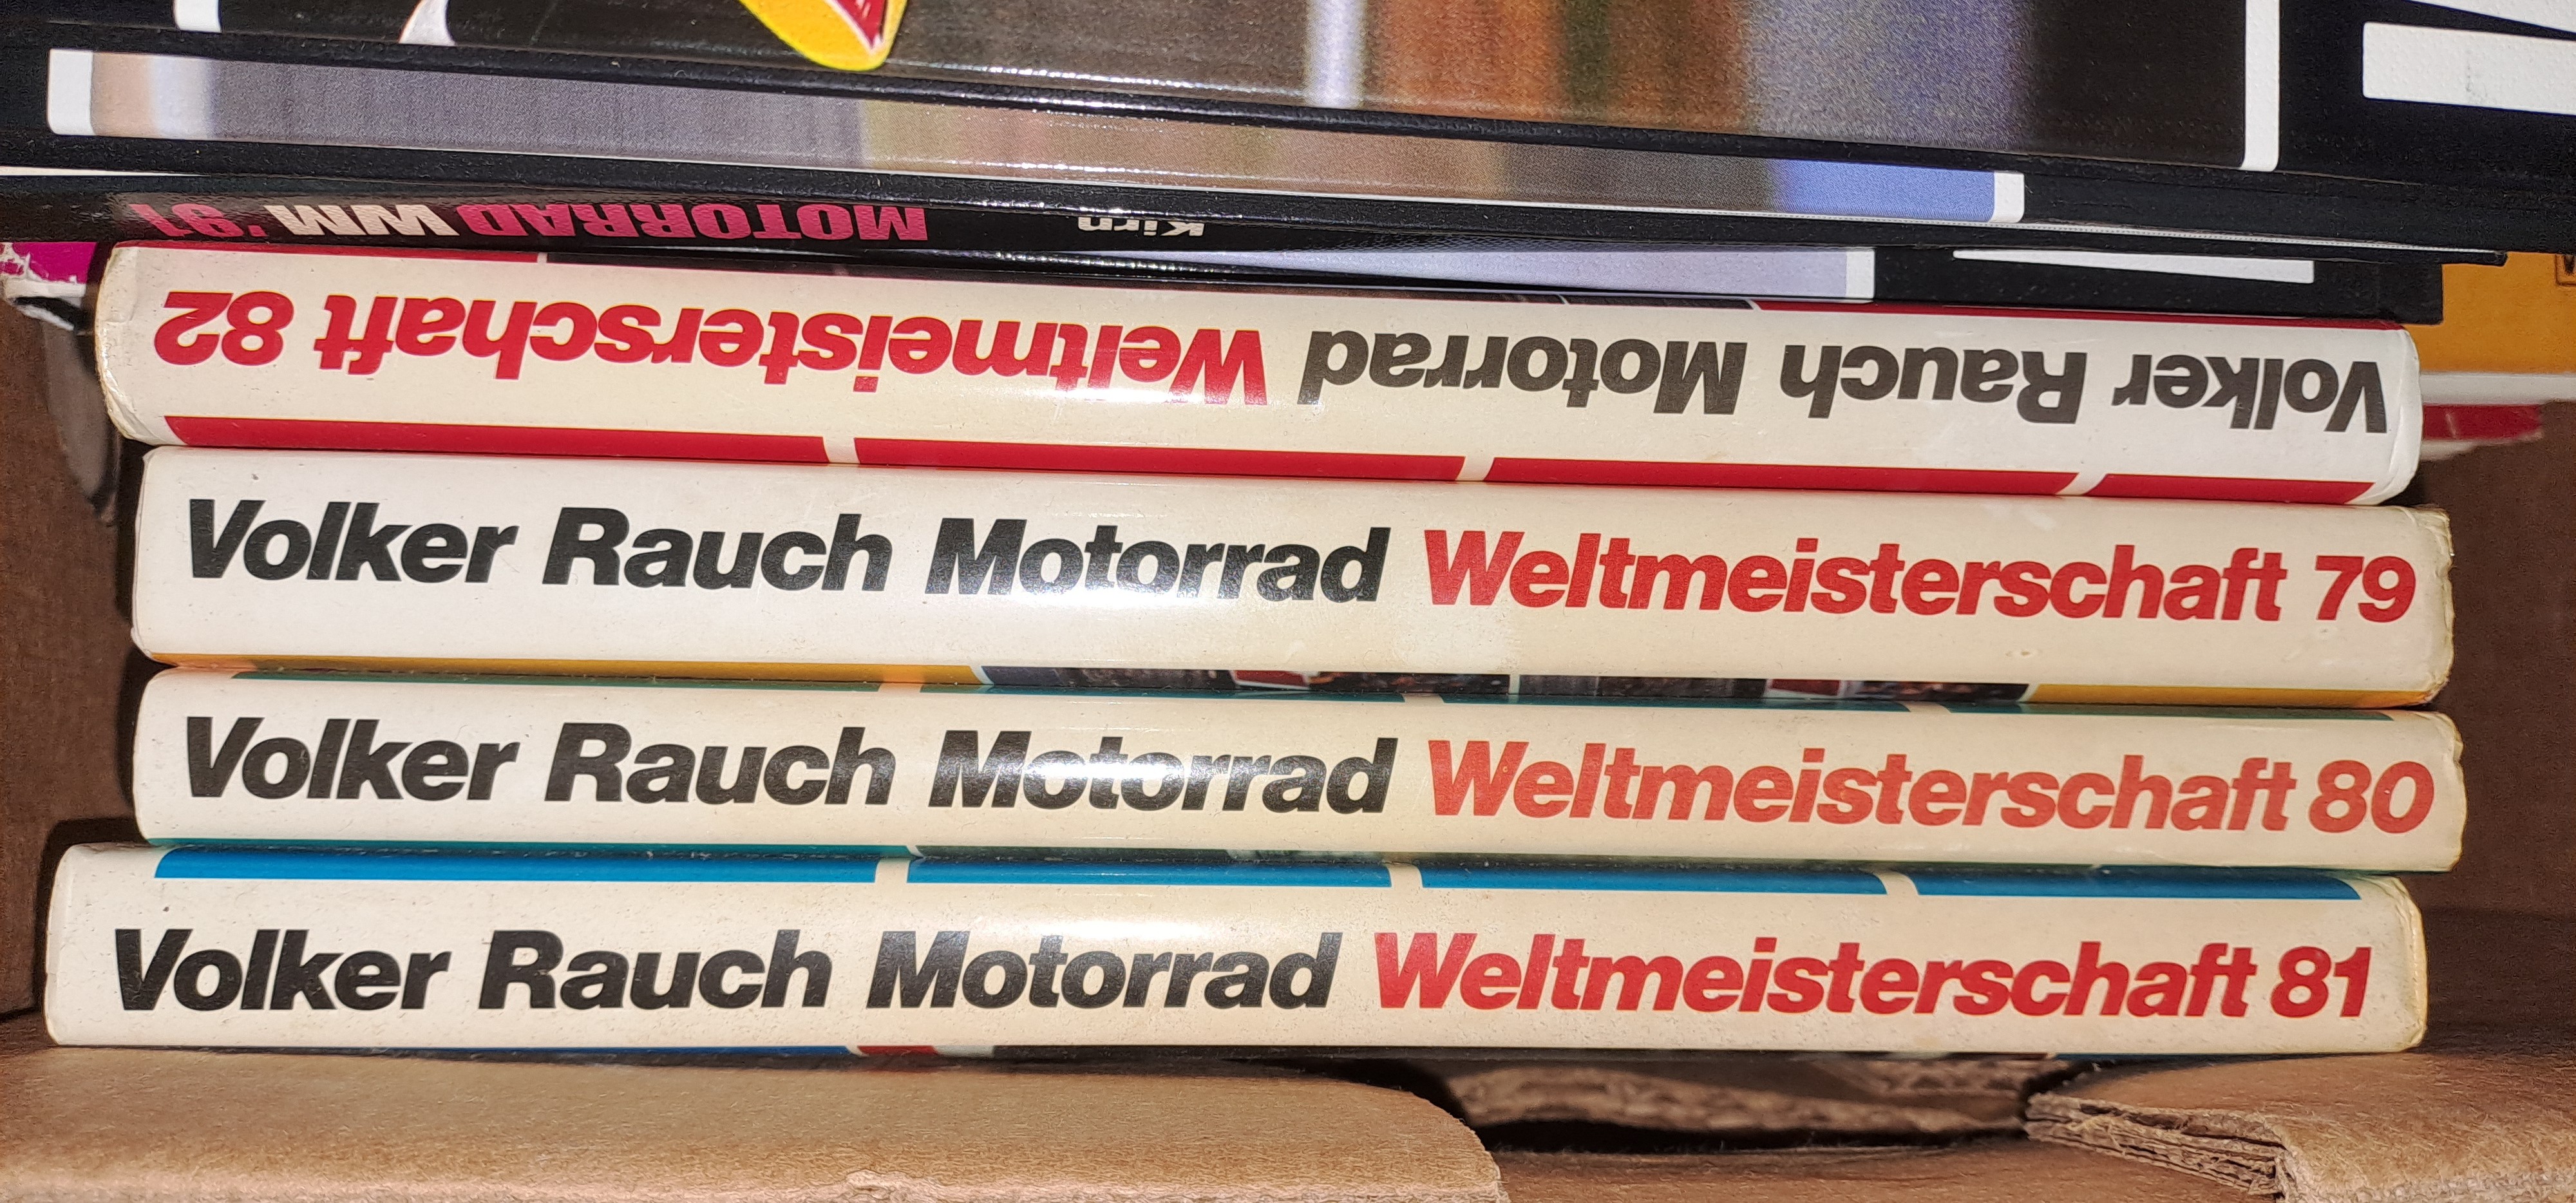 Kirn MOTORRAD WM '91
Volker Rauch Motorrad Weltmeisterschaft 82
Volker Rauch Motorrad Weltmeisterschaft 79
Volker Rauch Motorrad Weltmeisterschaft 80
Volker Rauch Motorrad Weltmeisterschaft 81